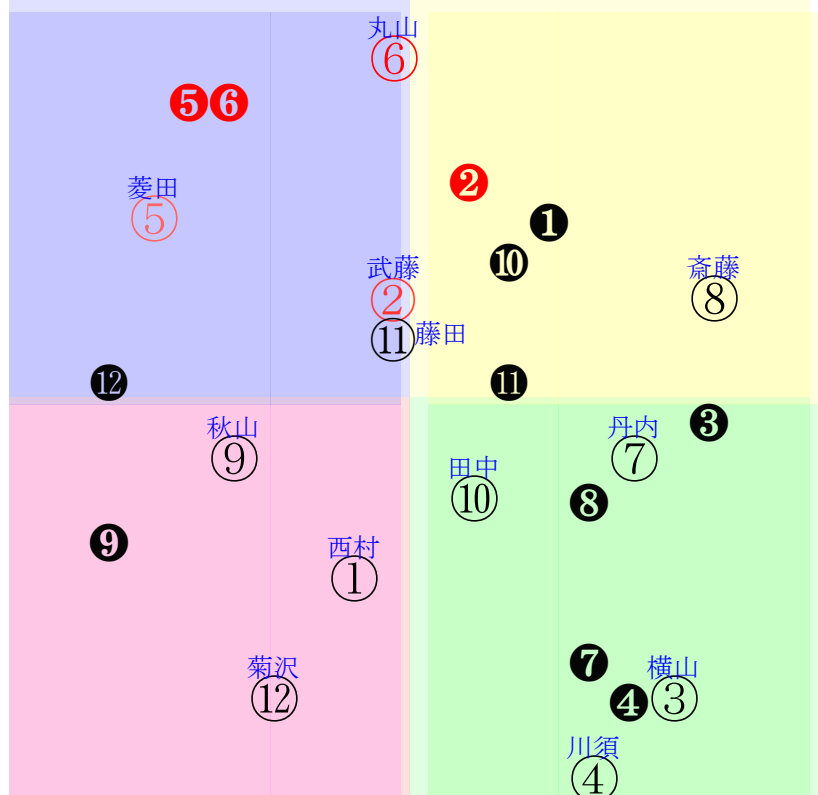 丸山
⑥
❺❻
菱田
⑤
❷
❶
武藤
❿
斎藤
②
⑧
⑪藤田
⓬
⓫
❸
秋山
丹内
⑨
⑦
田中
⑩
❽
❾
西村
①
❼
菊沢
横山
⑫
❹
③
川須
④